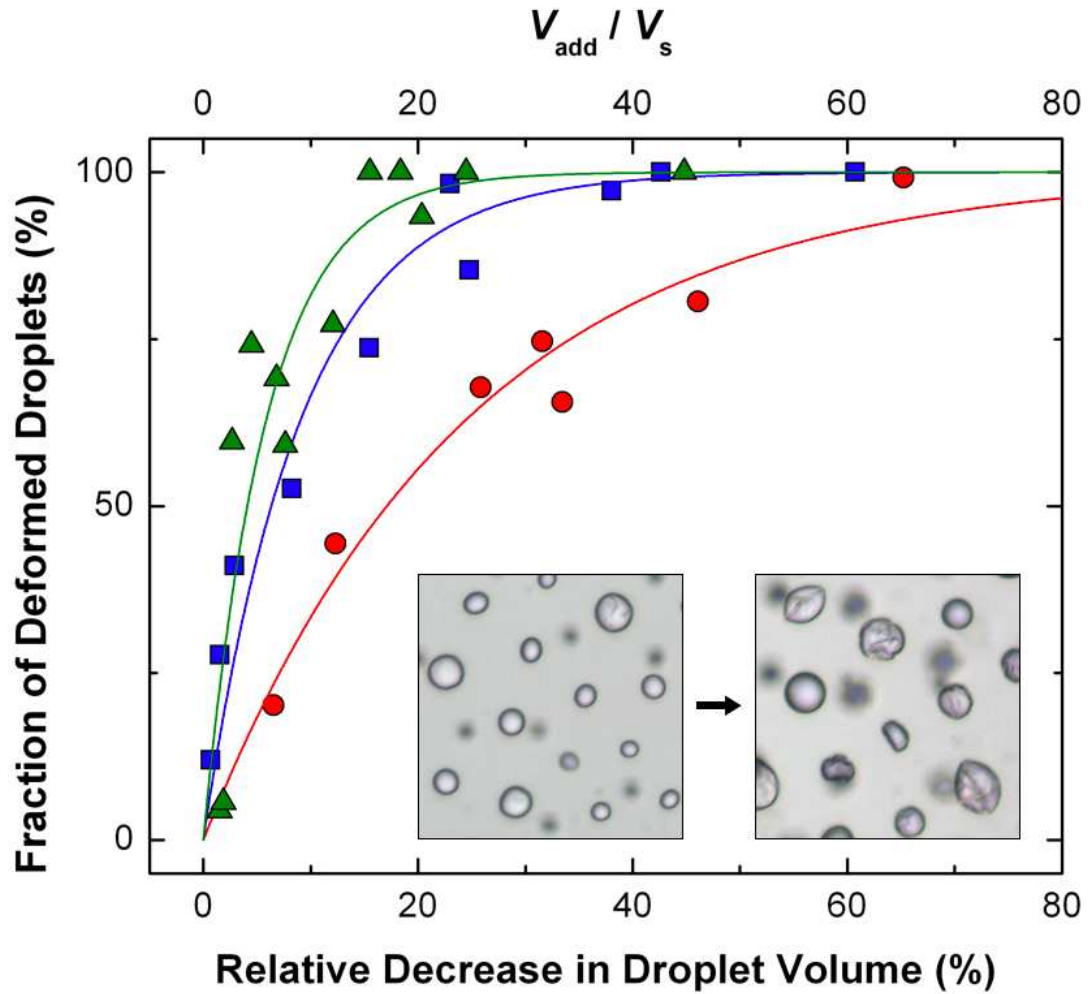 V_add / V_s
0 20 40 60 80
Fraction of Deformed Droplets (%)
100
50
0
0 20 40 60 80
Relative Decrease in Droplet Volume (%)